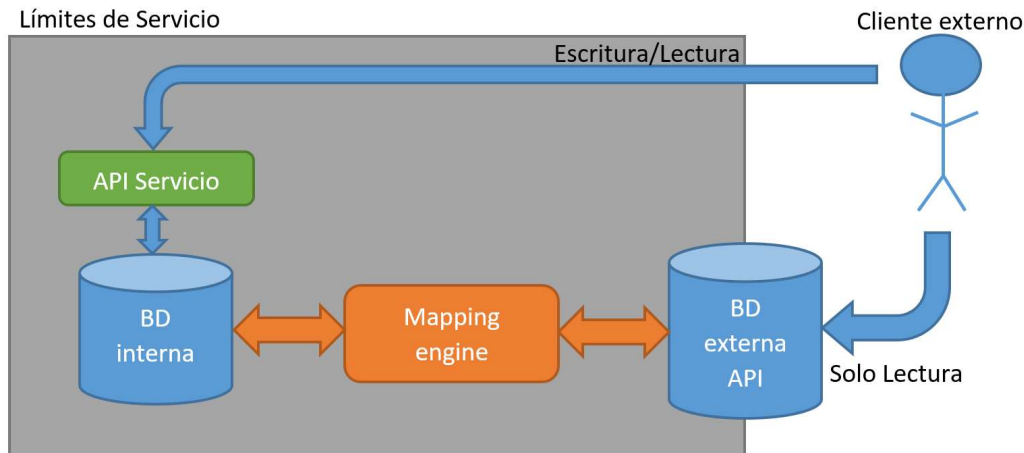 Límites de Servicio
Cliente externo
Escritura/Lectura
API Servicio
BD
interna
Mapping
engine
BD
externa
API
Solo Lectura